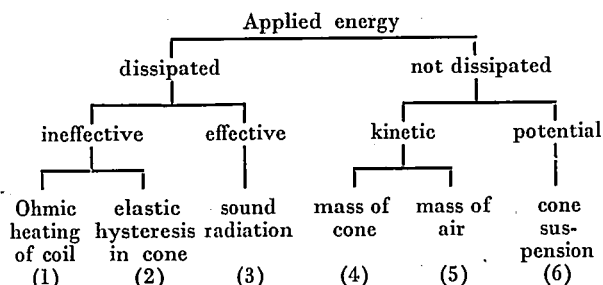 Applied energy
dissipated not dissipated
ineffective effective kinetic potential
Ohmic elastic sound mass of mass of cone
heating hysteresis radiation cone air sus-
of coil in cone pension
(1) (2) (3) (4) (5) (6)